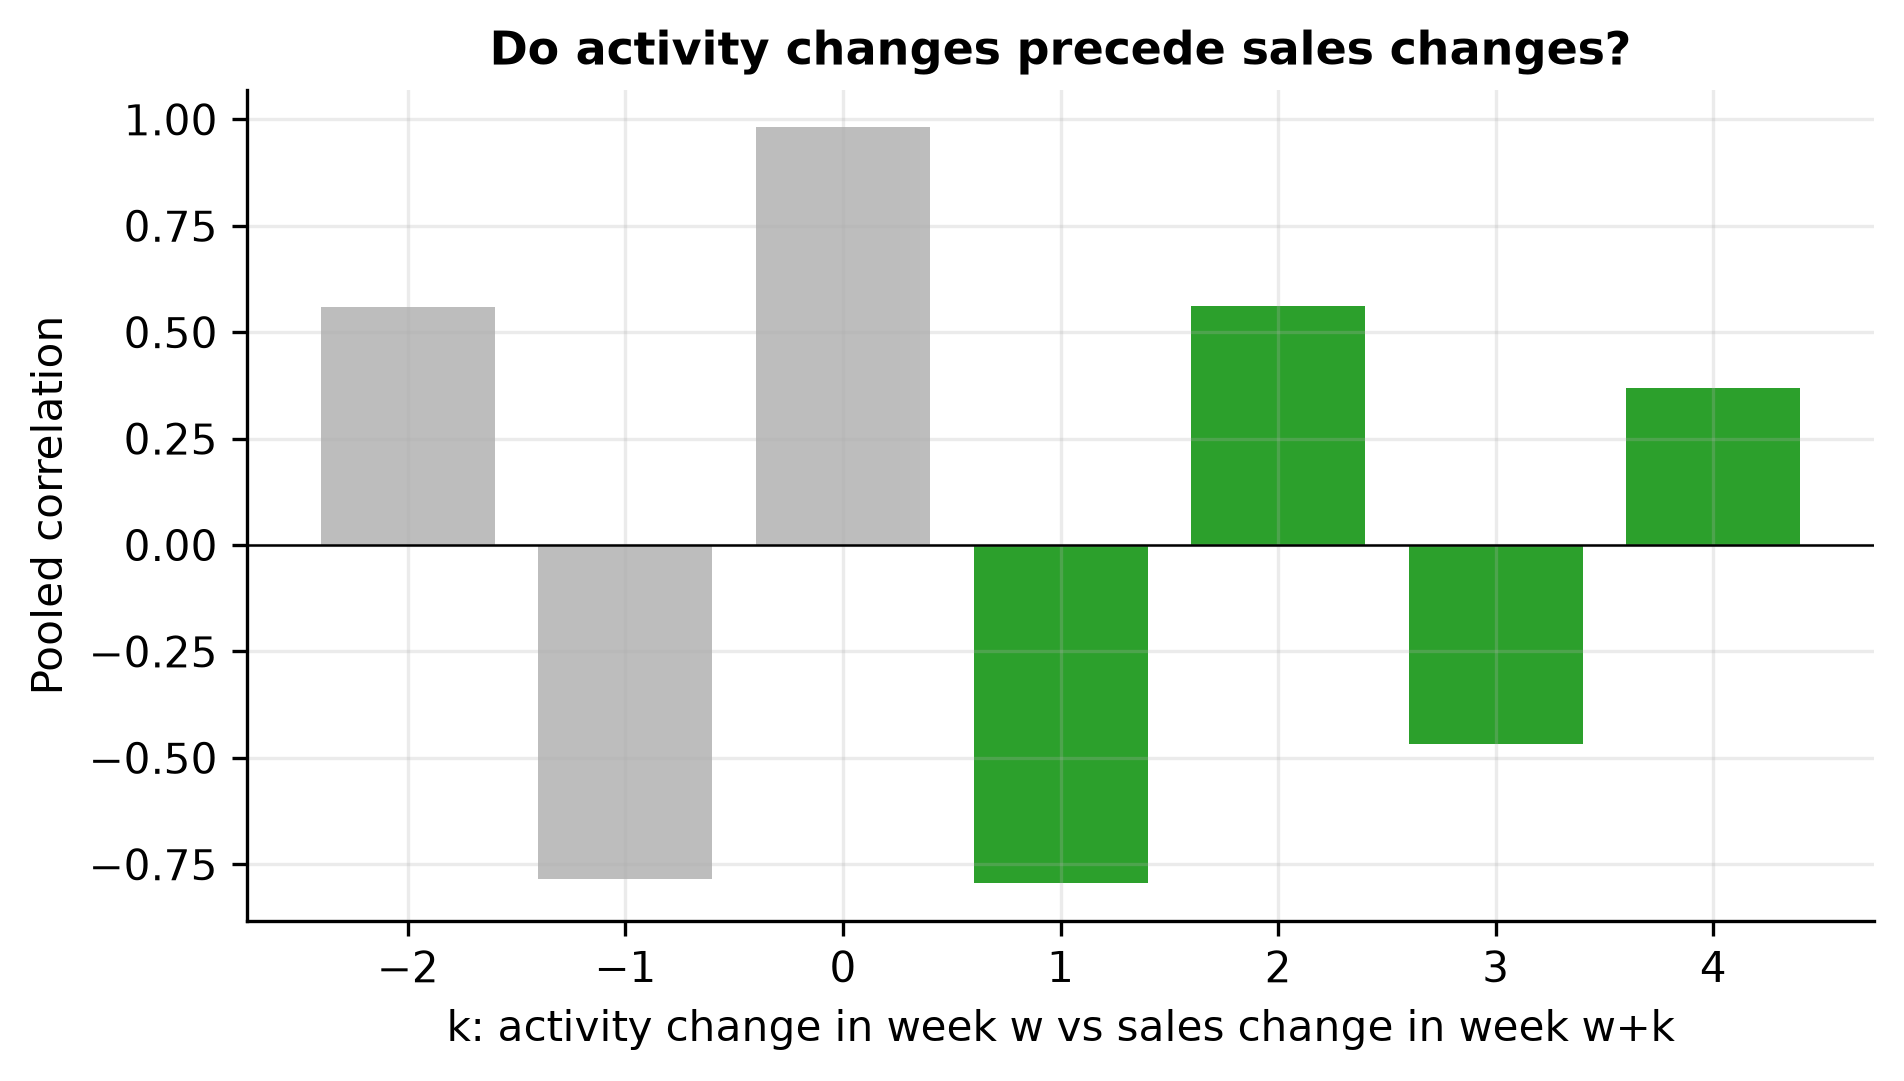 Do activity changes precede sales changes?
Pooled correlation
1.00
0.75
0.50
0.25
0.00
−0.25
−0.50
−0.75
−2 −1 0 1 2 3 4
k: activity change in week w vs sales change in week w+k